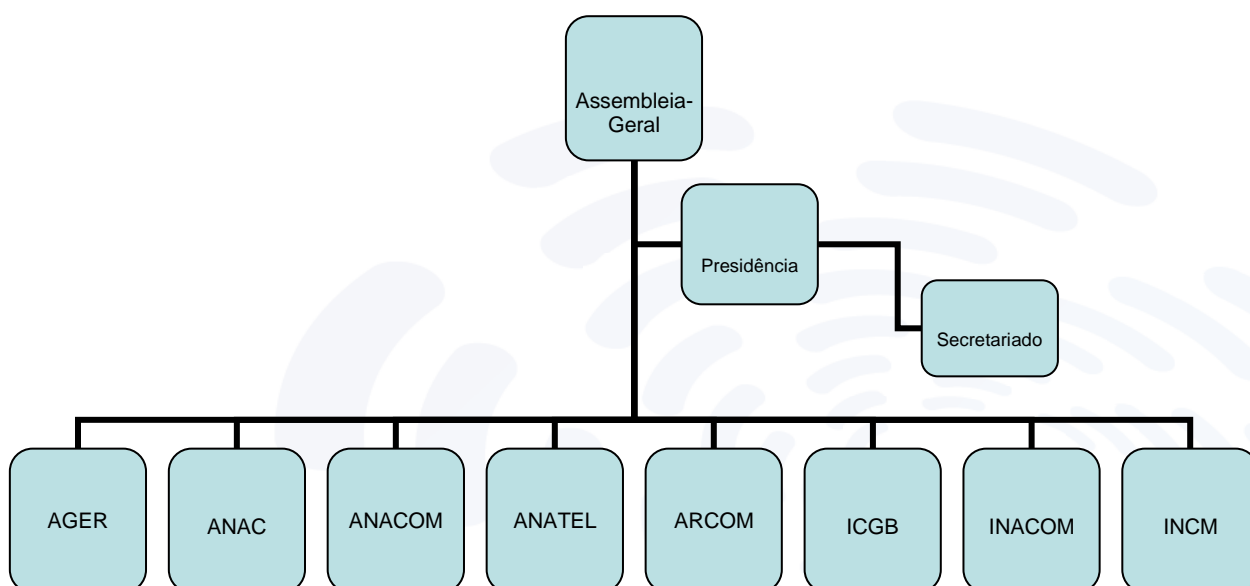 Assembleia-
Geral
Presidência
Secretariado
AGER
ANAC
ANACOM
ANATEL
ARCOM
ICGB
INACOM
INCM